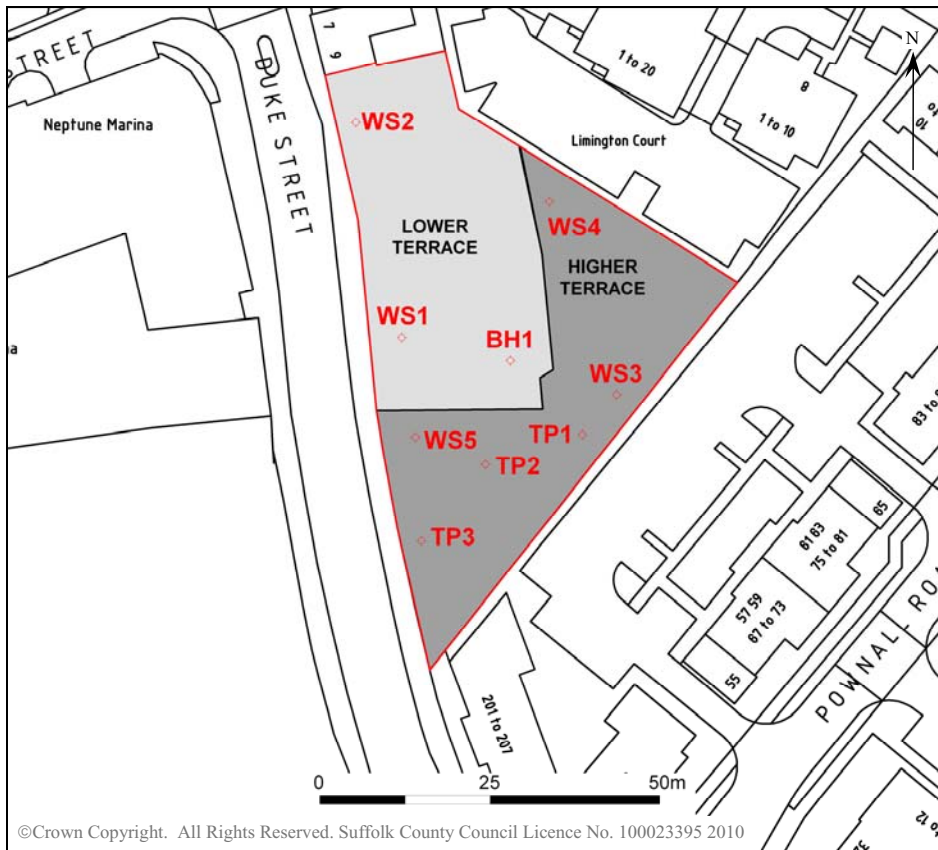 STREET
7
9
N
DUKE STREET
1 to 20
8
1 to 10
10
Neptune Marina
Limington Court
WS2
WS4
LOWER
TERRACE
HIGHER
TERRACE
WS1
BH1
WS3
83 to
WS5
TP1
TP2
65
61 63
75 to 81
TP3
57 59
67 to 73
55
POWNAL RO
201 to 207
0 25 50m
to 12
©Crown Copyright. All Rights Reserved. Suffolk County Council Licence No. 100023395 2010